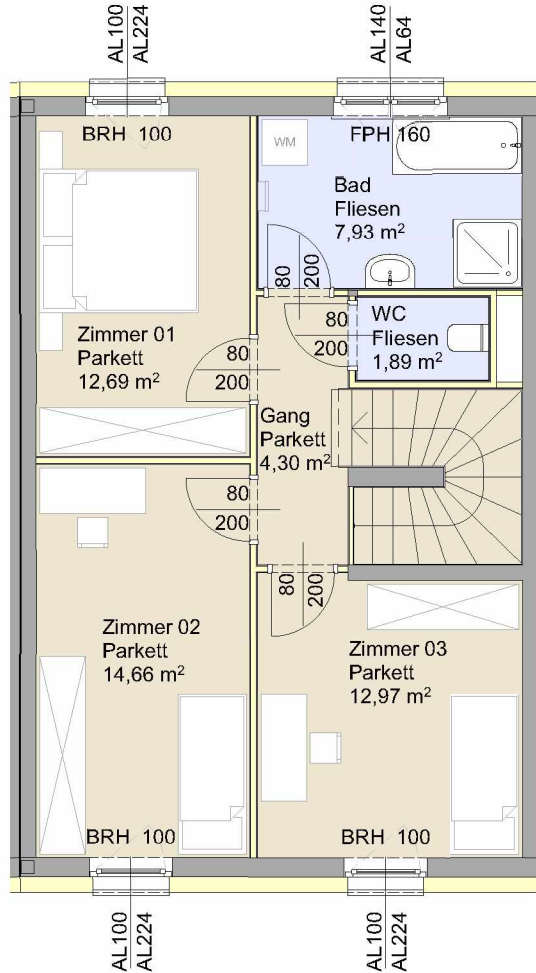 AL100
AL224
AL140
AL64
BRH 100
WM
FPH 160
Bad
Fliesen
7,93 m²
80
200
WC
Fliesen
1,89 m²
80
200
Zimmer 01
Parkett
12,69 m²
80
200
Gang
Parkett
4,30 m²
80
200
80
200
Zimmer 02
Parkett
14,66 m²
Zimmer 03
Parkett
12,97 m²
BRH 100
BRH 100
AL100
AL224
AL100
AL224